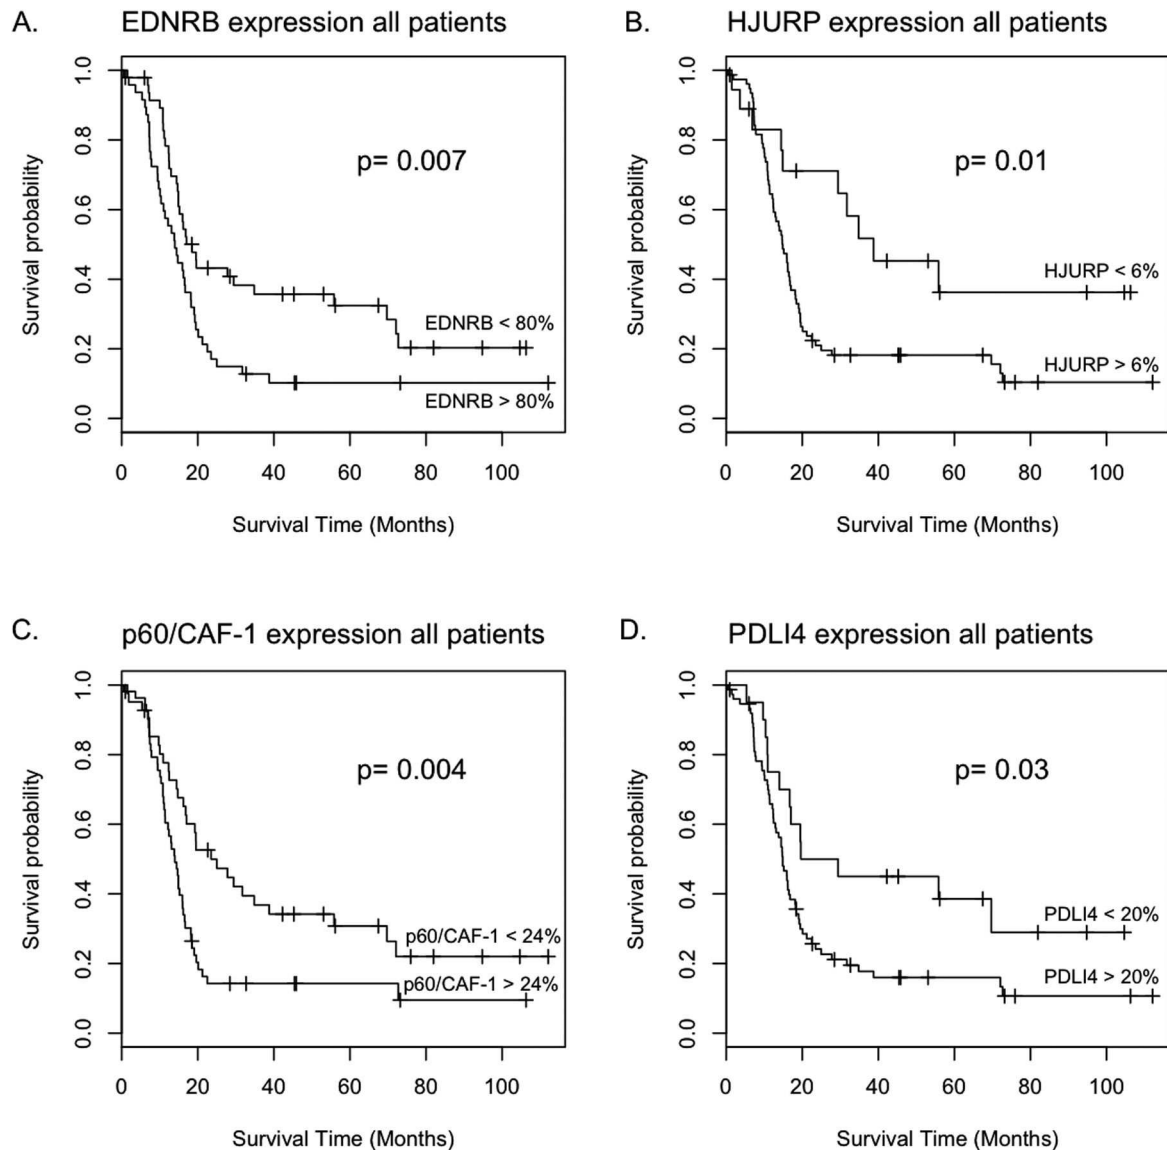 A. EDNRB expression all patients
1.0
0.8
0.6
0.4
0.2
0.0
Survival probability
p= 0.007
EDNRB < 80%
EDNRB > 80%
0 20 40 60 80 100
Survival Time (Months)
B. HJURP expression all patients
1.0
0.8
0.6
0.4
0.2
0.0
Survival probability
p= 0.01
HJURP < 6%
HJURP > 6%
0 20 40 60 80 100
Survival Time (Months)
C. p60/CAF-1 expression all patients
1.0
0.8
0.6
0.4
0.2
0.0
Survival probability
p= 0.004
p60/CAF-1 < 24%
p60/CAF-1 > 24%
0 20 40 60 80 100
Survival Time (Months)
D. PDLI4 expression all patients
1.0
0.8
0.6
0.4
0.2
0.0
Survival probability
p= 0.03
PDLI4 < 20%
PDLI4 > 20%
0 20 40 60 80 100
Survival Time (Months)